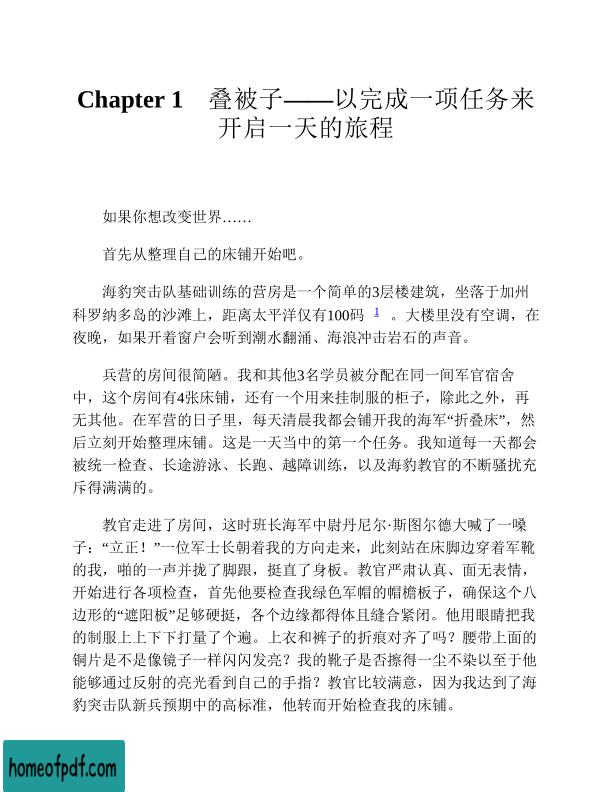 Chapter 1 叠被子——以完成一项任务来
开启一天的旅程
如果你想改变世界……
首先从整理自己的床铺开始吧。
海豹突击队基础训练的营房是一个简单的3层楼建筑，坐落于加州
科罗纳多岛的沙滩上，距离太平洋仅有100码 1 。大楼里没有空调，在
夜晚，如果开着窗户会听到潮水翻涌、海浪冲击岩石的声音。
兵营的房间很简陋。我和其他3名学员被分配在同一间军官宿舍
中，这个房间有4张床铺，还有一个用来挂制服的柜子，除此之外，再
无其他。在军营的日子里，每天清晨我都会铺开我的海军“折叠床”，然
后立刻开始整理床铺。这是一天当中的第一个任务。我知道每一天都会
被统一检查、长途游泳、长跑、越障训练，以及海豹教官的不断骚扰充
斥得满满的。
教官走进了房间，这时班长海军中尉丹尼尔·斯图尔德大喊了一嗓
子：“立正！”一位军士长朝着我的方向走来，此刻站在床脚边穿着军靴
的我，啪的一声并拢了脚跟，挺直了身板。教官严肃认真、面无表情，
开始进行各项检查，首先他要检查我绿色军帽的帽檐板子，确保这个八
边形的“遮阳板”足够硬挺，各个边缘都得体且缝合紧闭。他用眼睛把我
的制服上上下下打量了个遍。上衣和裤子的折痕对齐了吗？腰带上面的
铜片是不是像镜子一样闪闪发亮？我的靴子是否擦得一尘不染以至于他
能够通过反射的亮光看到自己的手指？教官比较满意，因为我达到了海
豹突击队新兵预期中的高标准，他转而开始检查我的床铺。
homeofpdf.com